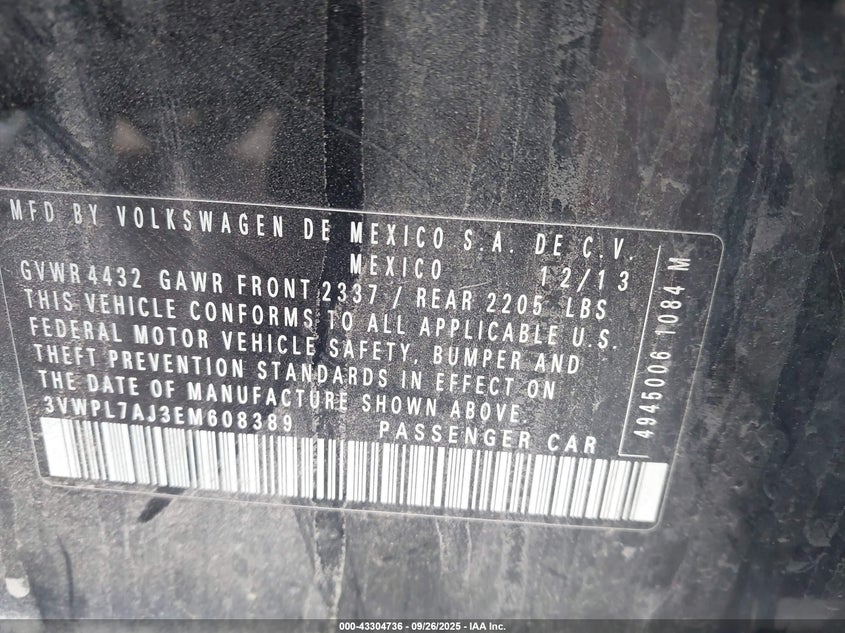 MFD BY VOLKSWAGEN DE MEXICO S.A. DE C.V.
MEXICO 12/13
GVWR 4432 GAWR FRONT 2337 / REAR 2205 LBS
THIS VEHICLE CONFORMS TO ALL APPLICABLE U.S.
FEDERAL MOTOR VEHICLE SAFETY, BUMPER AND
THEFT PREVENTION STANDARDS IN EFFECT ON
THE DATE OF MANUFACTURE SHOWN ABOVE.
3VWPL7AJ3EM608389 PASSENGER CAR
4945006 1084 M
000-43304736 - 09/26/2025 - IAA Inc.